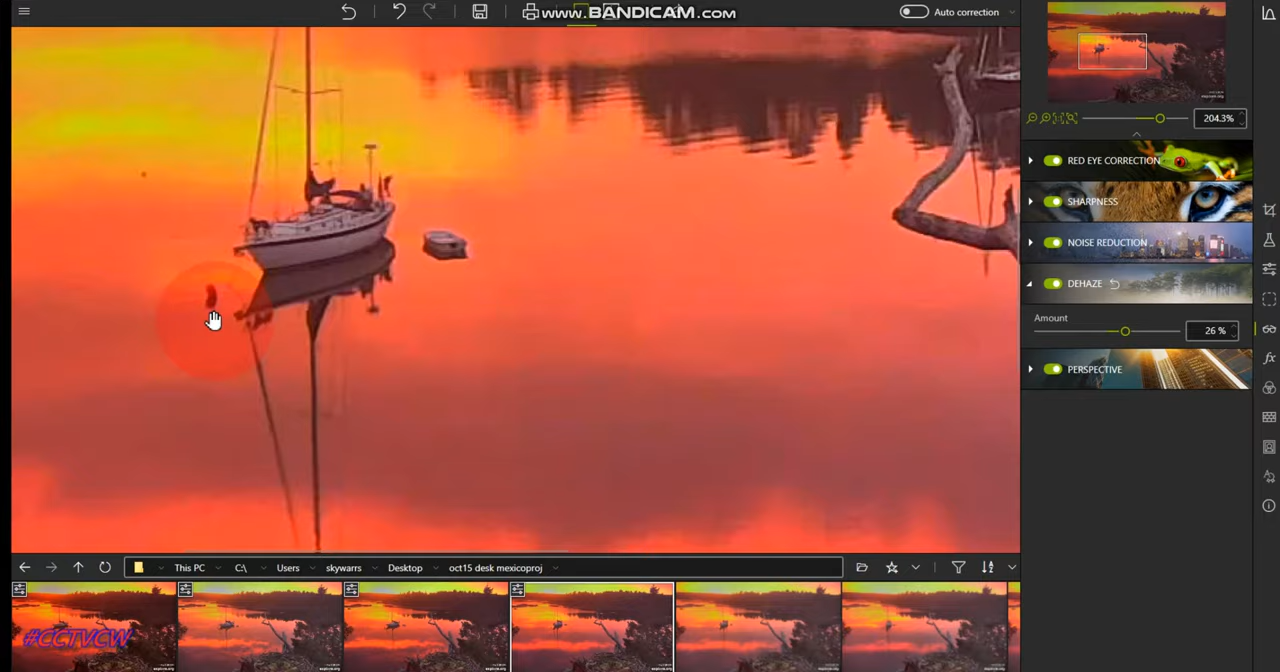 www.BANDICAM.com
Auto correction
204.3%
RED EYE CORRECTION
SHARPNESS
NOISE REDUCTION
DEHAZE
Amount
26 %
PERSPECTIVE
This PC
C:\
Users
skywarrs
Desktop
oct15 desk mexicoproj
#CCTVCW